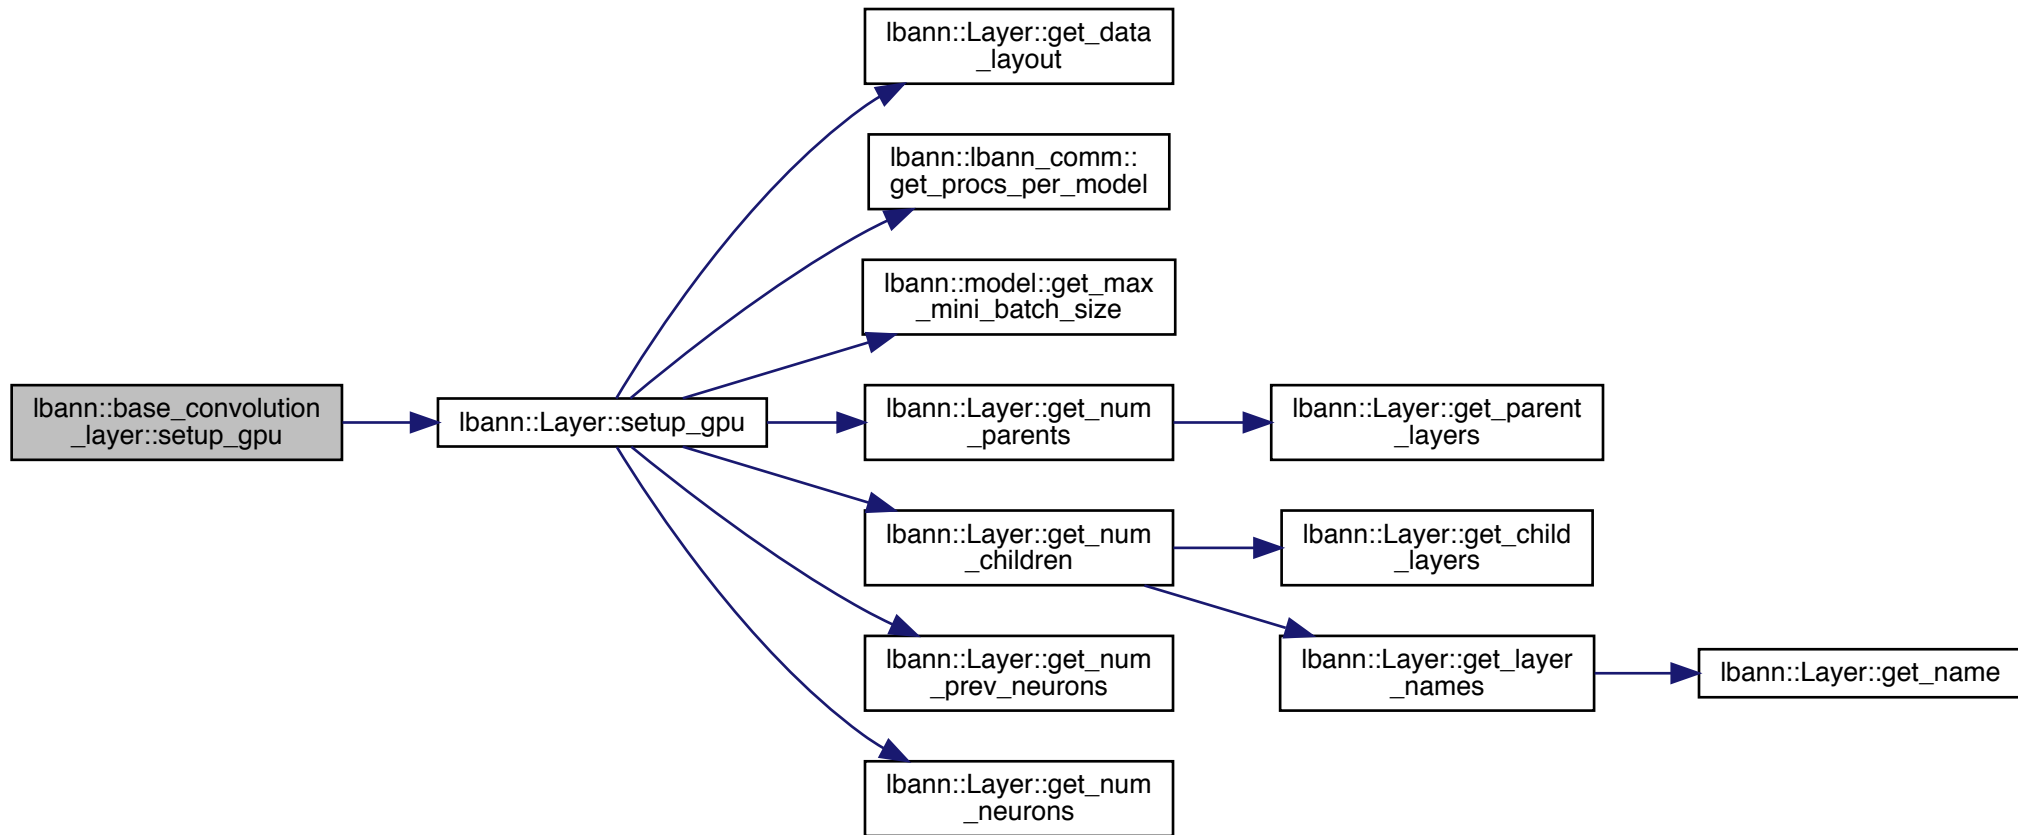 lbann::base_convolution
_layer::setup_gpu
lbann::Layer::setup_gpu
lbann::Layer::get_data
_layout
lbann::lbann_comm::
get_procs_per_model
lbann::model::get_max
_mini_batch_size
lbann::Layer::get_num
_parents
lbann::Layer::get_parent
_layers
lbann::Layer::get_num
_children
lbann::Layer::get_child
_layers
lbann::Layer::get_layer
_names
lbann::Layer::get_name
lbann::Layer::get_num
_prev_neurons
lbann::Layer::get_num
_neurons